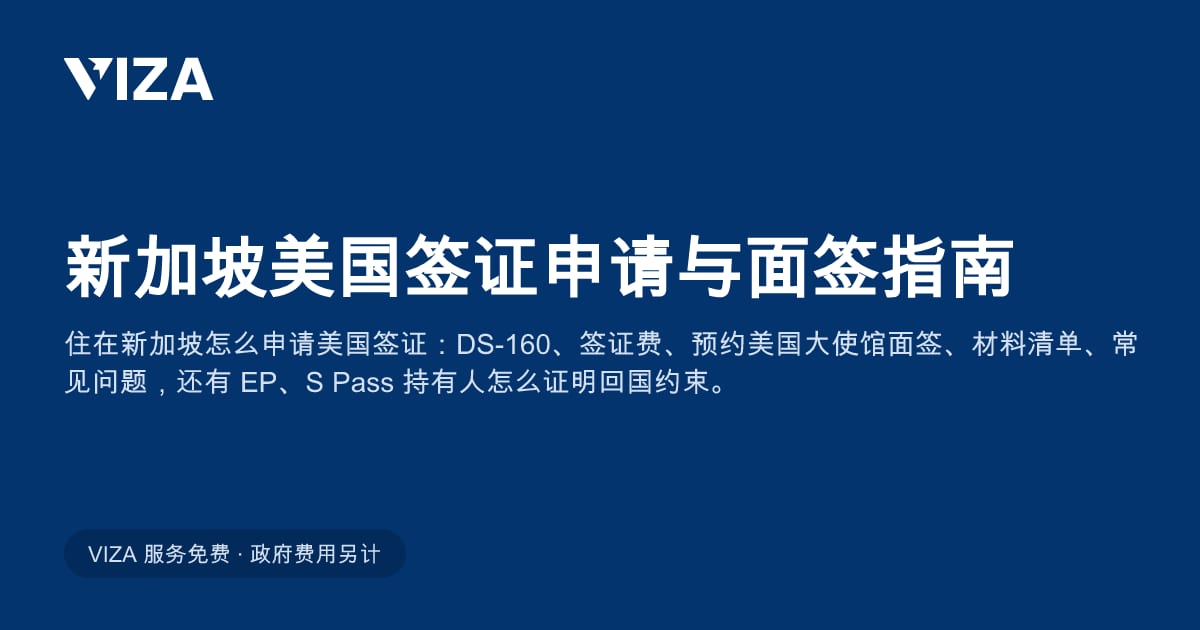 VIZA
新加坡美国签证申请与面签指南
住在新加坡怎么申请美国签证：DS-160、签证费、预约美国大使馆面签、材料清单、常
见问题，还有 EP、S Pass 持有人怎么证明回国约束。
VIZA 服务免费 · 政府费用另计